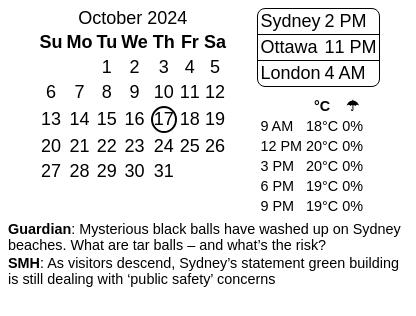 October 2024
Su Mo Tu We Th Fr Sa
1 2 3 4 5
6 7 8 9 10 11 12
13 14 15 16 17 18 19
20 21 22 23 24 25 26
27 28 29 30 31
Sydney 2 PM
Ottawa 11 PM
London 4 AM
°C ☂
9 AM 18°C 0%
12 PM 20°C 0%
3 PM 20°C 0%
6 PM 19°C 0%
9 PM 19°C 0%
Guardian: Mysterious black balls have washed up on Sydney
beaches. What are tar balls – and what’s the risk?
SMH: As visitors descend, Sydney’s statement green building
is still dealing with ‘public safety’ concerns